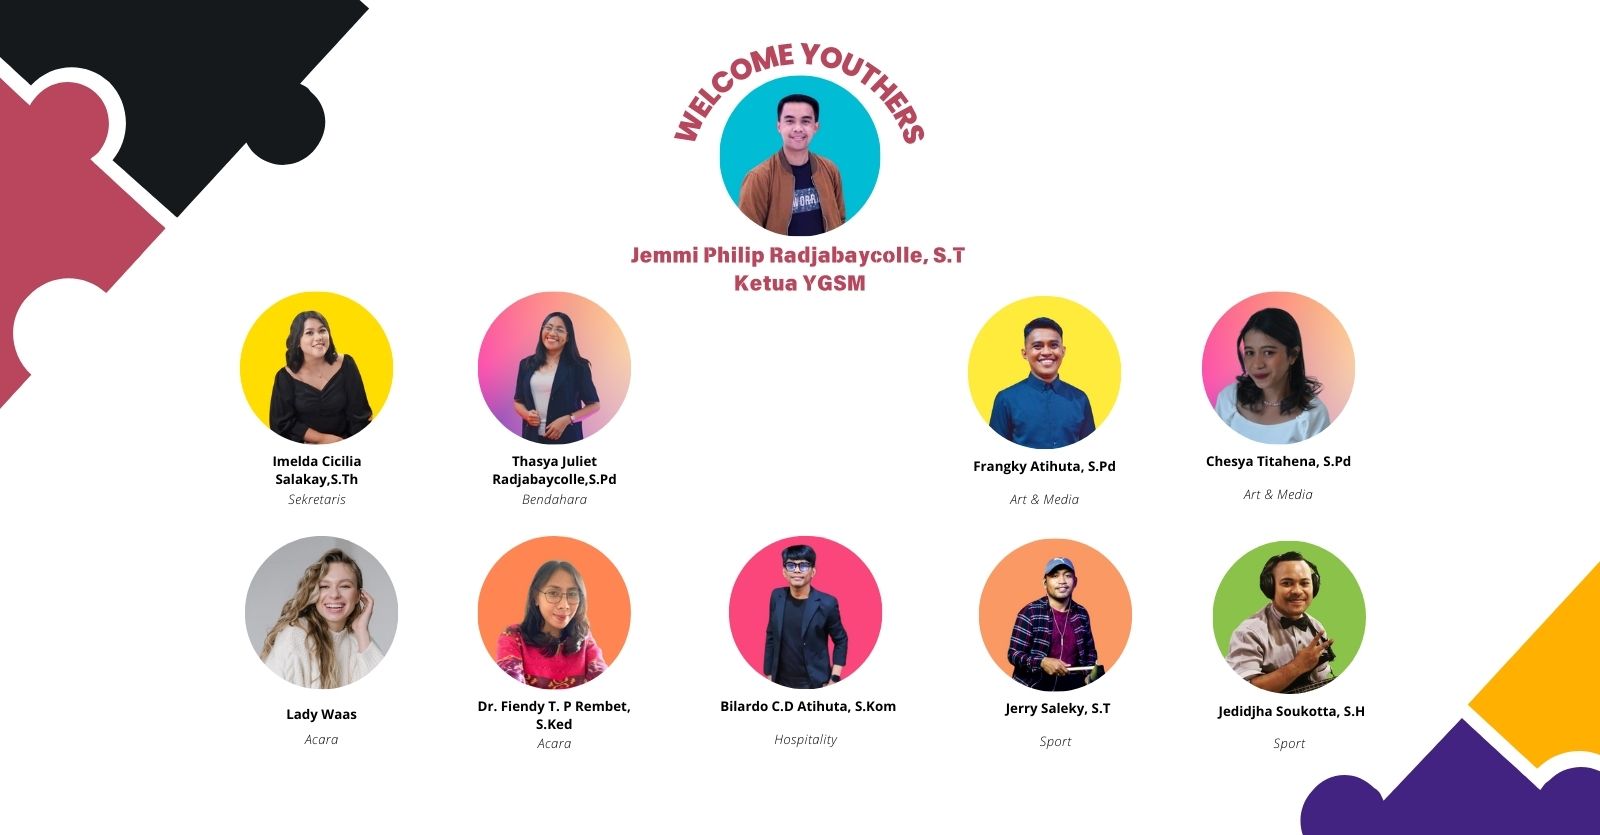 WELCOME YOUTHERS
WORR
Jemmi Philip Radjabaycolle, S.T
Ketua YGSM
Imelda Cicilia
Salakay,S.Th
Sekretaris
Thasya Juliet
Radjabaycolle,S.Pd
Bendahara
Frangky Atihuta, S.Pd
Art & Media
Chesya Titahena, S.Pd
Art & Media
Lady Waas
Acara
Dr. Fiendy T. P Rembet,
S.Ked
Acara
Bilardo C.D Atihuta, S.Kom
Hospitality
Jerry Saleky, S.T
Sport
Jedidjha Soukotta, S.H
Sport